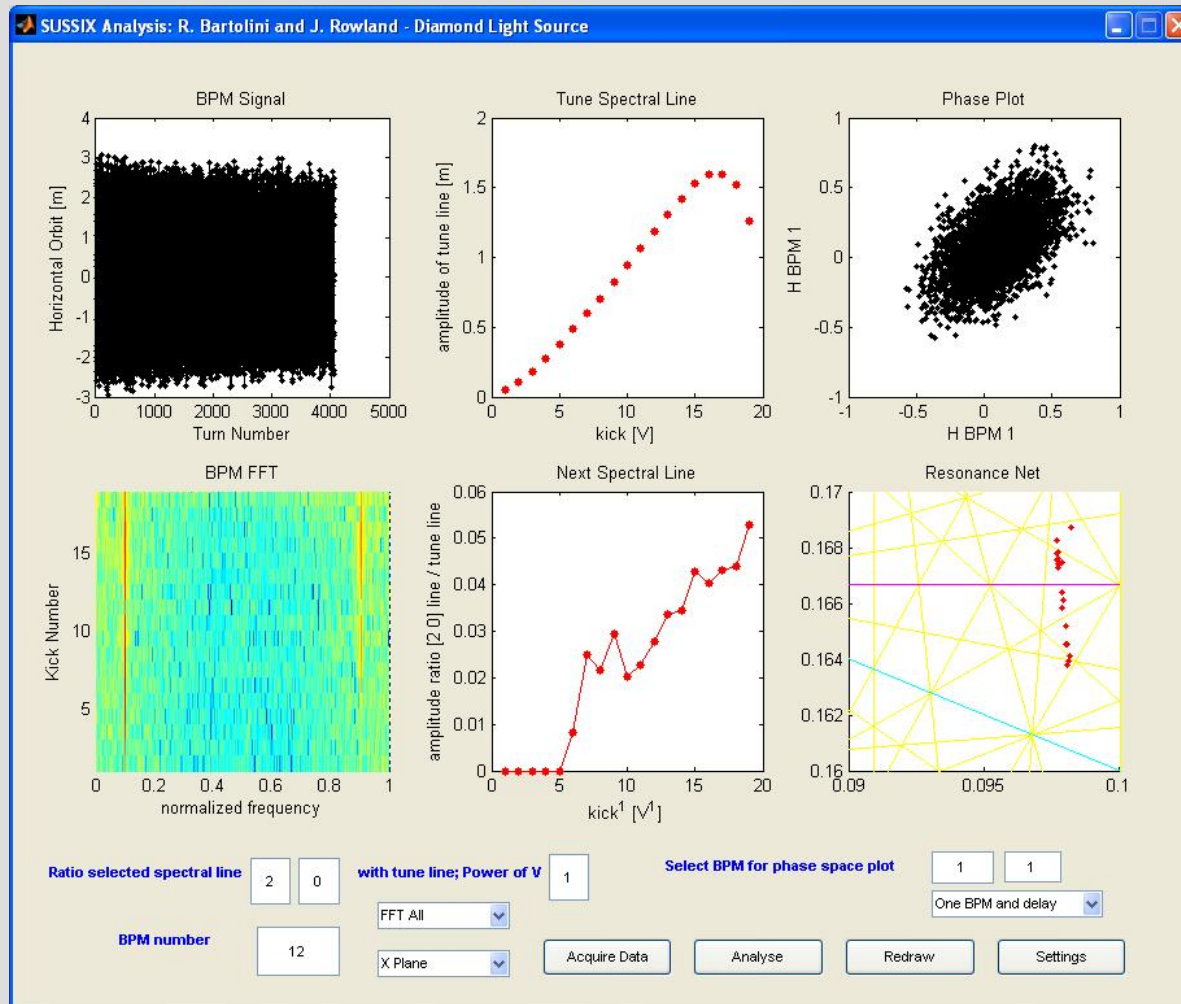 SUSSIX Analysis: R. Bartolini and J. Rowland - Diamond Light Source
BPM Signal
4
3
2
1
0
-1
-2
-3
Horizontal Orbit [m]
0 1000 2000 3000 4000 5000
Turn Number
Tune Spectral Line
2
1.5
1
0.5
0
amplitude of tune line [m]
0 5 10 15 20
kick [V]
Phase Plot
1
0.5
0
-0.5
-1
H BPM 1
-1 -0.5 0 0.5 1
H BPM 1
BPM FFT
15
10
5
Kick Number
0 0.2 0.4 0.6 0.8 1
normalized frequency
Next Spectral Line
0.06
0.05
0.04
0.03
0.02
0.01
0
amplitude ratio [2 0] line / tune line
0 5 10 15 20
kick¹ [V¹]
Resonance Net
0.17
0.168
0.166
0.164
0.162
0.16
0.09 0.095 0.1
Ratio selected spectral line 2 0 with tune line; Power of V 1
Select BPM for phase space plot 1 1
FFT All
One BPM and delay
BPM number 12
X Plane
Acquire Data
Analyse
Redraw
Settings